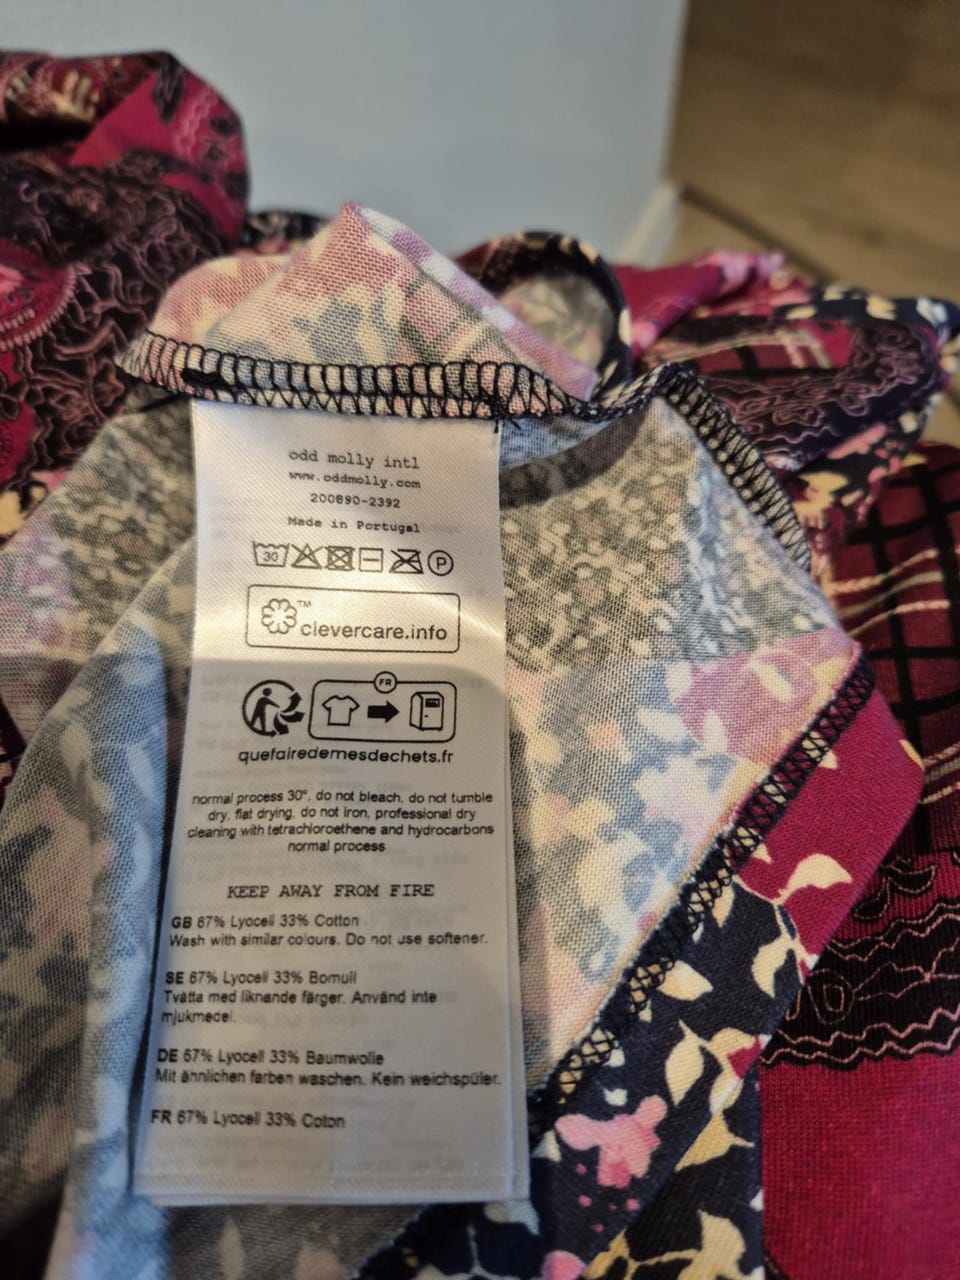 odd molly intl
www.oddmolly.com
200890-2392
Made in Portugal
30 P
TM
clevercare.info
FR
quefairedemesdechets.fr
normal process 30°, do not bleach, do not tumble
dry, flat drying, do not iron, professional dry
cleaning with tetrachloroethene and hydrocarbons
normal process
KEEP AWAY FROM FIRE
GB 67% Lyocell 33% Cotton
Wash with similar colours. Do not use softener.
SE 67% Lyocell 33% Bomull
Tvätta med liknande färger. Använd inte
mjukmedel.
DE 67% Lyocell 33% Baumwolle
Mit ähnlichen farben waschen. Kein weichspüler.
FR 67% Lyocell 33% Coton